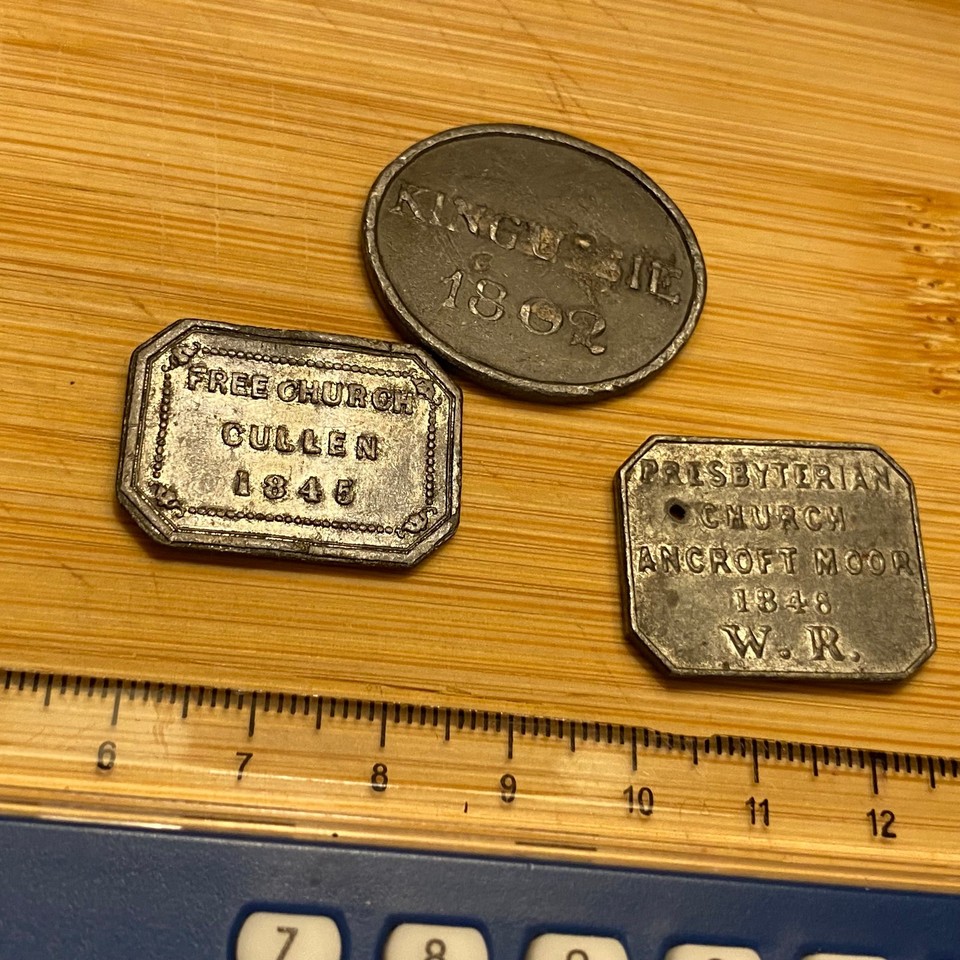 KINGUSSIE
1862
FREE CHURCH
CULLEN
1845
PRESBYTERIAN
CHURCH
ANCROFT MOOR
1848
W. R.
6 7 8 9 10 11 12
7 8 9